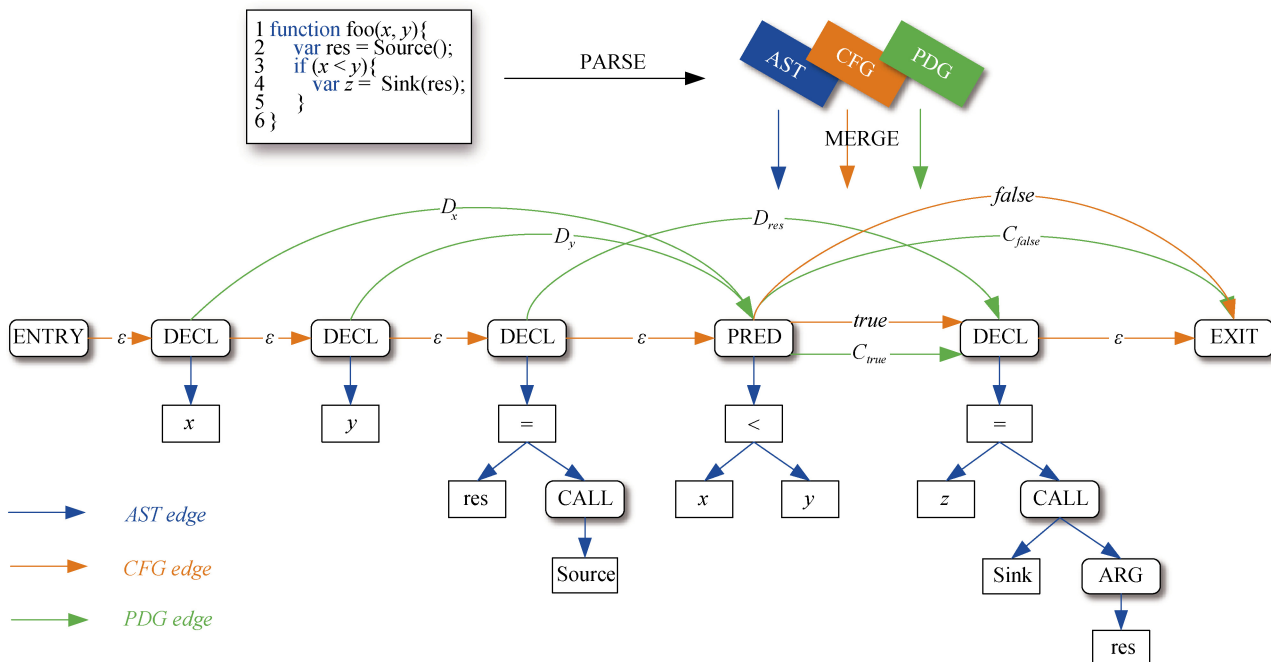 1 function foo(x, y){
2 var res = Source();
3 if (x < y){
4 var z = Sink(res);
5 }
6 }
PARSE
AST
CFG
PDG
MERGE
Dx
Dy
Dres
false
Cfalse
ENTRY
ε
DECL
ε
DECL
ε
DECL
ε
PRED
true
Ctrue
DECL
ε
EXIT
x
y
=
<
=
res
CALL
x
y
z
CALL
Source
Sink
ARG
res
AST edge
CFG edge
PDG edge